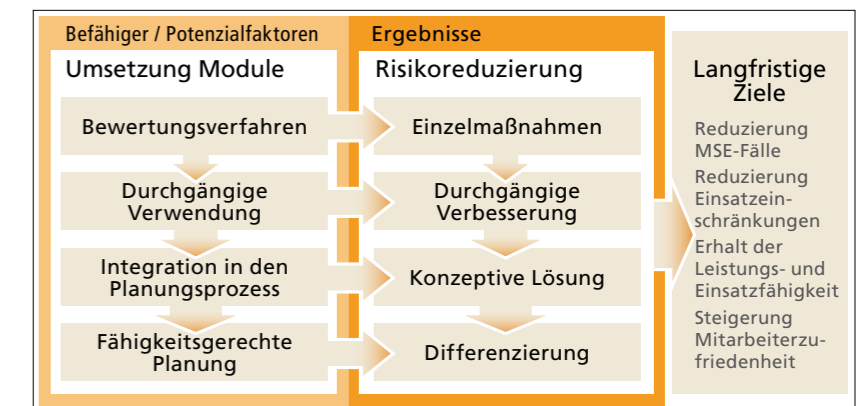 Befähiger / Potenzialfaktoren
Umsetzung Module
Bewertungsverfahren
Durchgängige
Verwendung
Integration in den
Planungsprozess
Fähigkeitsgerechte
Planung
Ergebnisse
Risikoreduzierung
Einzelmaßnahmen
Durchgängige
Verbesserung
Konzeptive Lösung
Differenzierung
Langfristige
Ziele
Reduzierung
MSE-Fälle
Reduzierung
Einsatzein-
schränkungen
Erhalt der
Leistungs- und
Einsatzfähigkeit
Steigerung
Mitarbeiterzu-
friedenheit